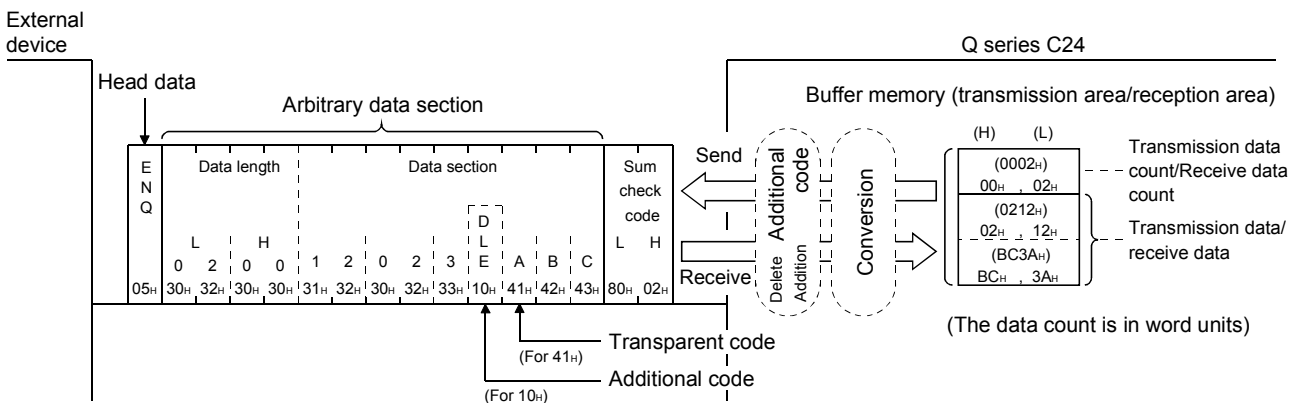 External
device
Q series C24
Head data
Arbitrary data section
Buffer memory (transmission area/reception area)
(H) (L)
E
N
Q
Data length
Data section
Sum
check
code
Send
Receive
Additional code
Delete Addition
Conversion
(0002H)
00H , 02H
(0212H)
02H , 12H
(BC3AH)
BCH , 3AH
Transmission data
count/Receive data
count
Transmission data/
receive data
D
L H L L H
0 2 0 0 1 2 0 2 3 E A B C
05H 30H 32H 30H 30H 31H 32H 30H 32H 33H 10H 41H 42H 43H 80H 02H
(The data count is in word units)
Transparent code
(For 41H)
Additional code
(For 10H)